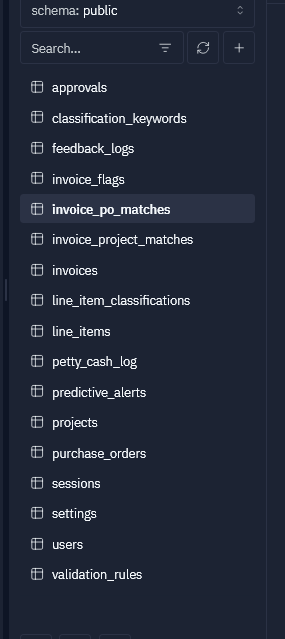 schema: public
Search...
approvals
classification_keywords
feedback_logs
invoice_flags
invoice_po_matches
invoice_project_matches
invoices
line_item_classifications
line_items
petty_cash_log
predictive_alerts
projects
purchase_orders
sessions
settings
users
validation_rules